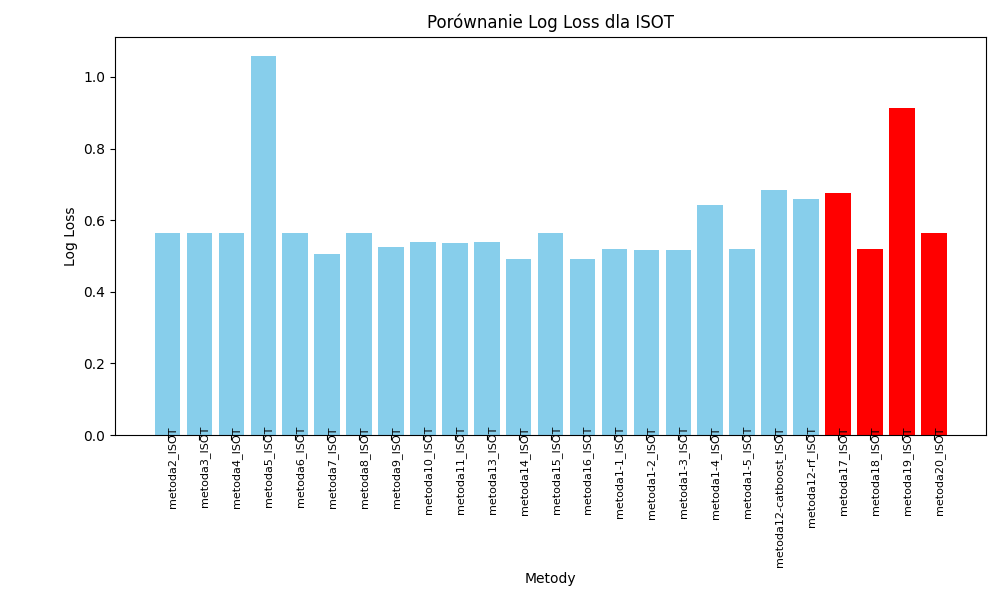 Porównanie Log Loss dla ISOT
Log Loss
1.0
0.8
0.6
0.4
0.2
0.0
metoda2_ISOT
metoda3_ISOT
metoda4_ISOT
metoda5_ISOT
metoda6_ISOT
metoda7_ISOT
metoda8_ISOT
metoda9_ISOT
metoda10_ISOT
metoda11_ISOT
metoda13_ISOT
metoda14_ISOT
metoda15_ISOT
metoda16_ISOT
metoda1-1_ISOT
metoda1-2_ISOT
metoda1-3_ISOT
metoda1-4_ISOT
metoda1-5_ISOT
metoda12-catboost_ISOT
metoda12-rf_ISOT
metoda17_ISOT
metoda18_ISOT
metoda19_ISOT
metoda20_ISOT
Metody